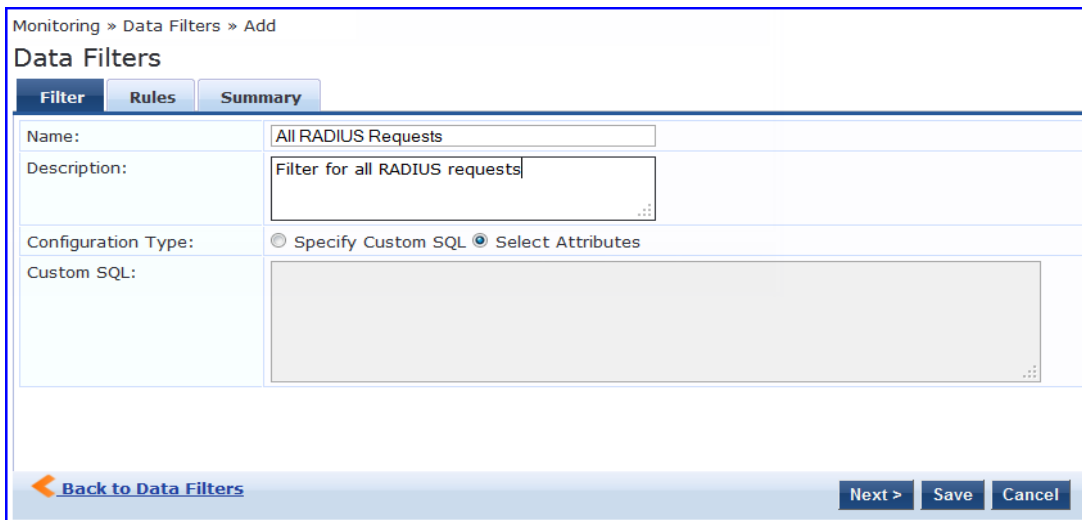 Monitoring » Data Filters » Add
Data Filters
Filter Rules Summary
Name: All RADIUS Requests
Description: Filter for all RADIUS requests
Configuration Type: Specify Custom SQL Select Attributes
Custom SQL:
Back to Data Filters Next > Save Cancel